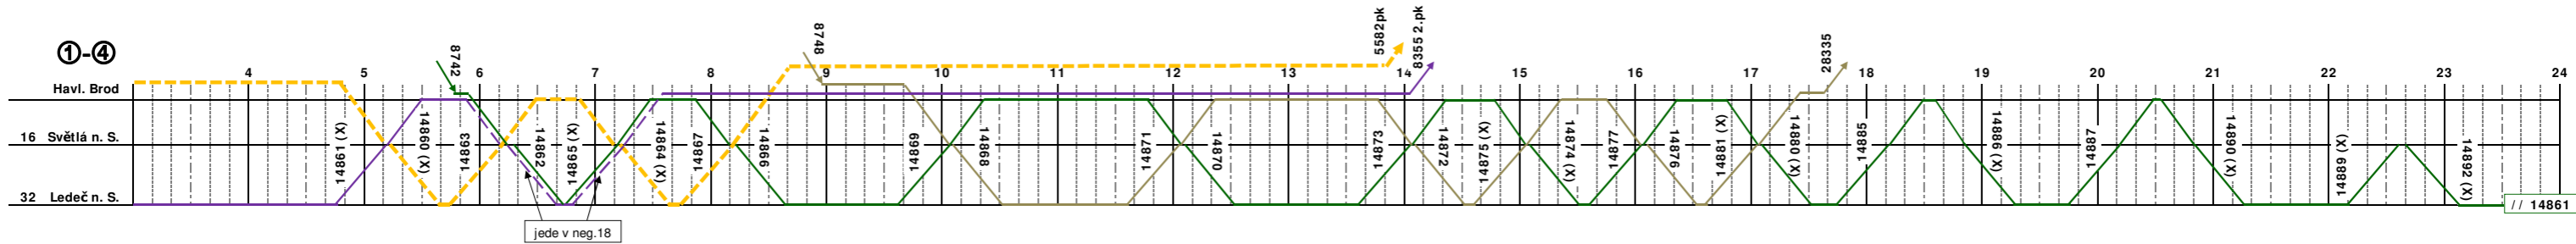 ①-④
8742
8748
5582pk
8355 2.pk
28335
4 5 6 7 8 9 10 11 12 13 14 15 16 17 18 19 20 21 22 23 24
Havl. Brod
16 Světlá n. S.
14861 (X)
14860 (X)
14863
14862
14865 (X)
14864 (X)
14867
14866
14869
14868
14871
14870
14873
14872
14875 (X)
14874 (X)
14877
14876
14881 (X)
14880 (X)
14885
14886 (X)
14887
14890 (X)
14889 (X)
14892 (X)
32 Ledeč n. S.
// 14861
jede v neg.18